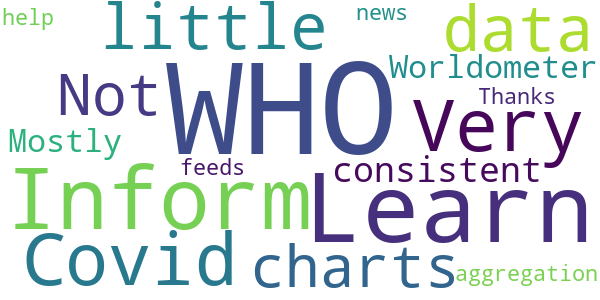 help
little
news
data
Not
WHO
Worldometer
Very
Thanks
Mostly
feeds
consistent
Inform
Learn
Covid
charts
aggregation